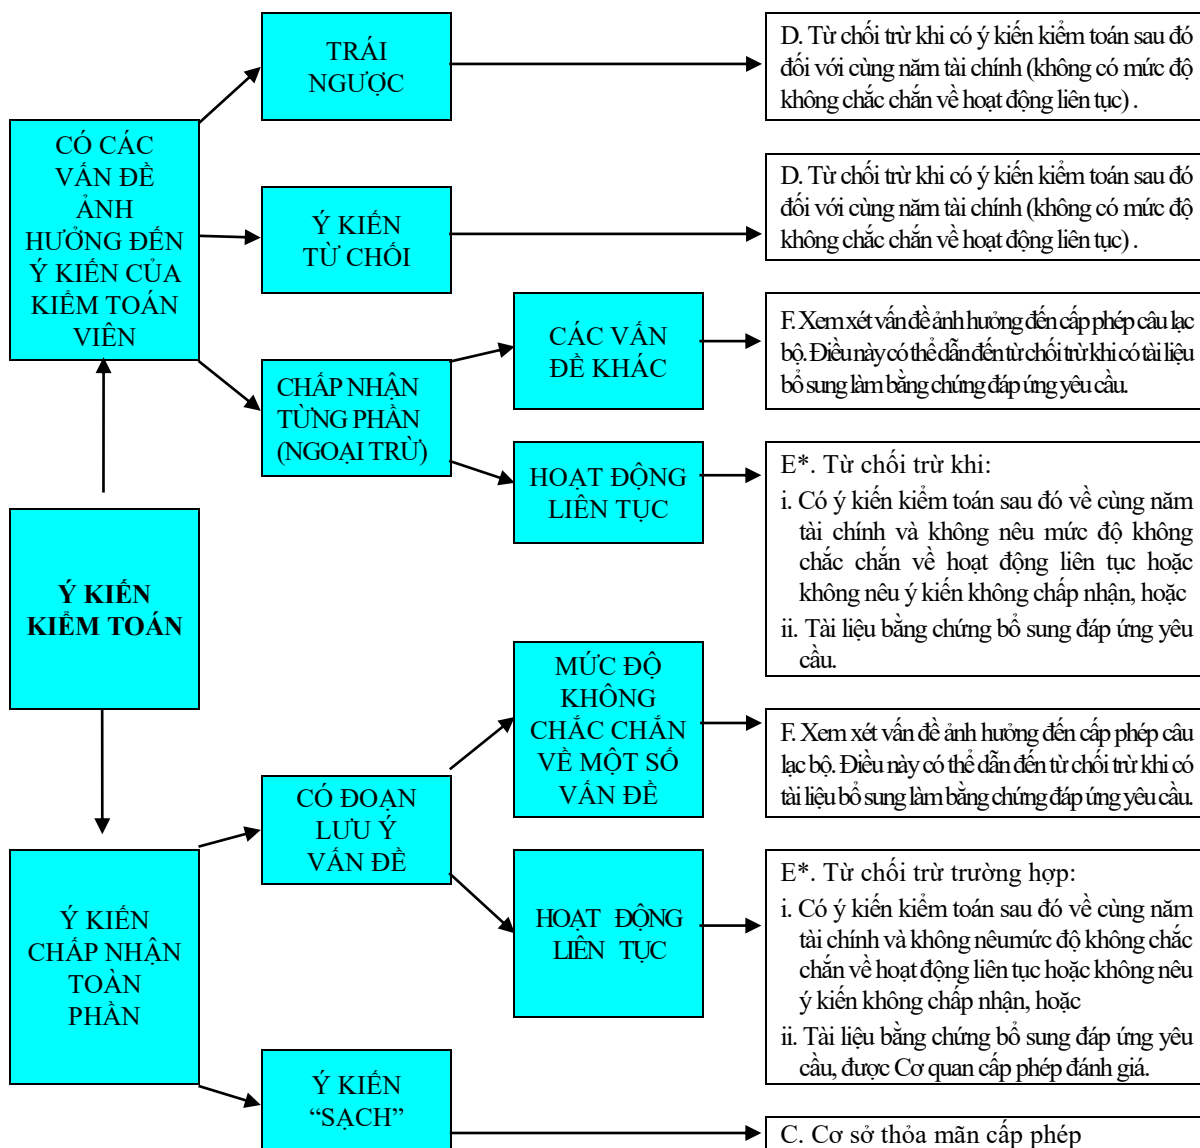 TRÁI
NGƯỢC
D. Từ chối trừ khi có ý kiến kiểm toán sau đó
đối với cùng năm tài chính (không có mức độ
không chắc chắn về hoạt động liên tục) .
CÓ CÁC
VẤN ĐỀ
ẢNH
HƯỞNG ĐẾN
Ý KIẾN CỦA
KIỂM TOÁN
VIÊN
Ý KIẾN
TỪ CHỐI
D. Từ chối trừ khi có ý kiến kiểm toán sau đó
đối với cùng năm tài chính (không có mức độ
không chắc chắn về hoạt động liên tục) .
CHẤP NHẬN
TỪNG PHẦN
(NGOẠI TRỪ)
CÁC VẤN
ĐỀ KHÁC
F. Xem xét vấn đề ảnh hưởng đến cấp phép câu lạc
bộ. Điều này có thể dẫn đến từ chối trừ khi có tài liệu
bổ sung làm bằng chứng đáp ứng yêu cầu.
HOẠT ĐỘNG
LIÊN TỤC
E*. Từ chối trừ khi:
i. Có ý kiến kiểm toán sau đó về cùng năm
tài chính và không nêu mức độ không
chắc chắn về hoạt động liên tục hoặc
không nêu ý kiến không chấp nhận, hoặc
ii. Tài liệu bằng chứng bổ sung đáp ứng yêu
cầu.
Ý KIẾN
KIỂM TOÁN
MỨC ĐỘ
KHÔNG
CHẮC CHẮN
VỀ MỘT SỐ
VẤN ĐỀ
F. Xem xét vấn đề ảnh hưởng đến cấp phép câu
lạc bộ. Điều này có thể dẫn đến từ chối trừ khi có
tài liệu bổ sung làm bằng chứng đáp ứng yêu cầu.
CÓ ĐOẠN
LƯU Ý
VẤN ĐỀ
HOẠT ĐỘNG
LIÊN TỤC
E*. Từ chối trừ trường hợp:
i. Có ý kiến kiểm toán sau đó về cùng năm
tài chính và không nêumức độ không chắc
chắn về hoạt động liên tục hoặc không nêu
ý kiến không chấp nhận, hoặc
ii. Tài liệu bằng chứng bổ sung đáp ứng yêu
cầu, được Cơ quan cấp phép đánh giá.
Ý KIẾN
CHẤP NHẬN
TOÀN
PHẦN
Ý KIẾN
“SẠCH”
C. Cơ sở thỏa mãn cấp phép